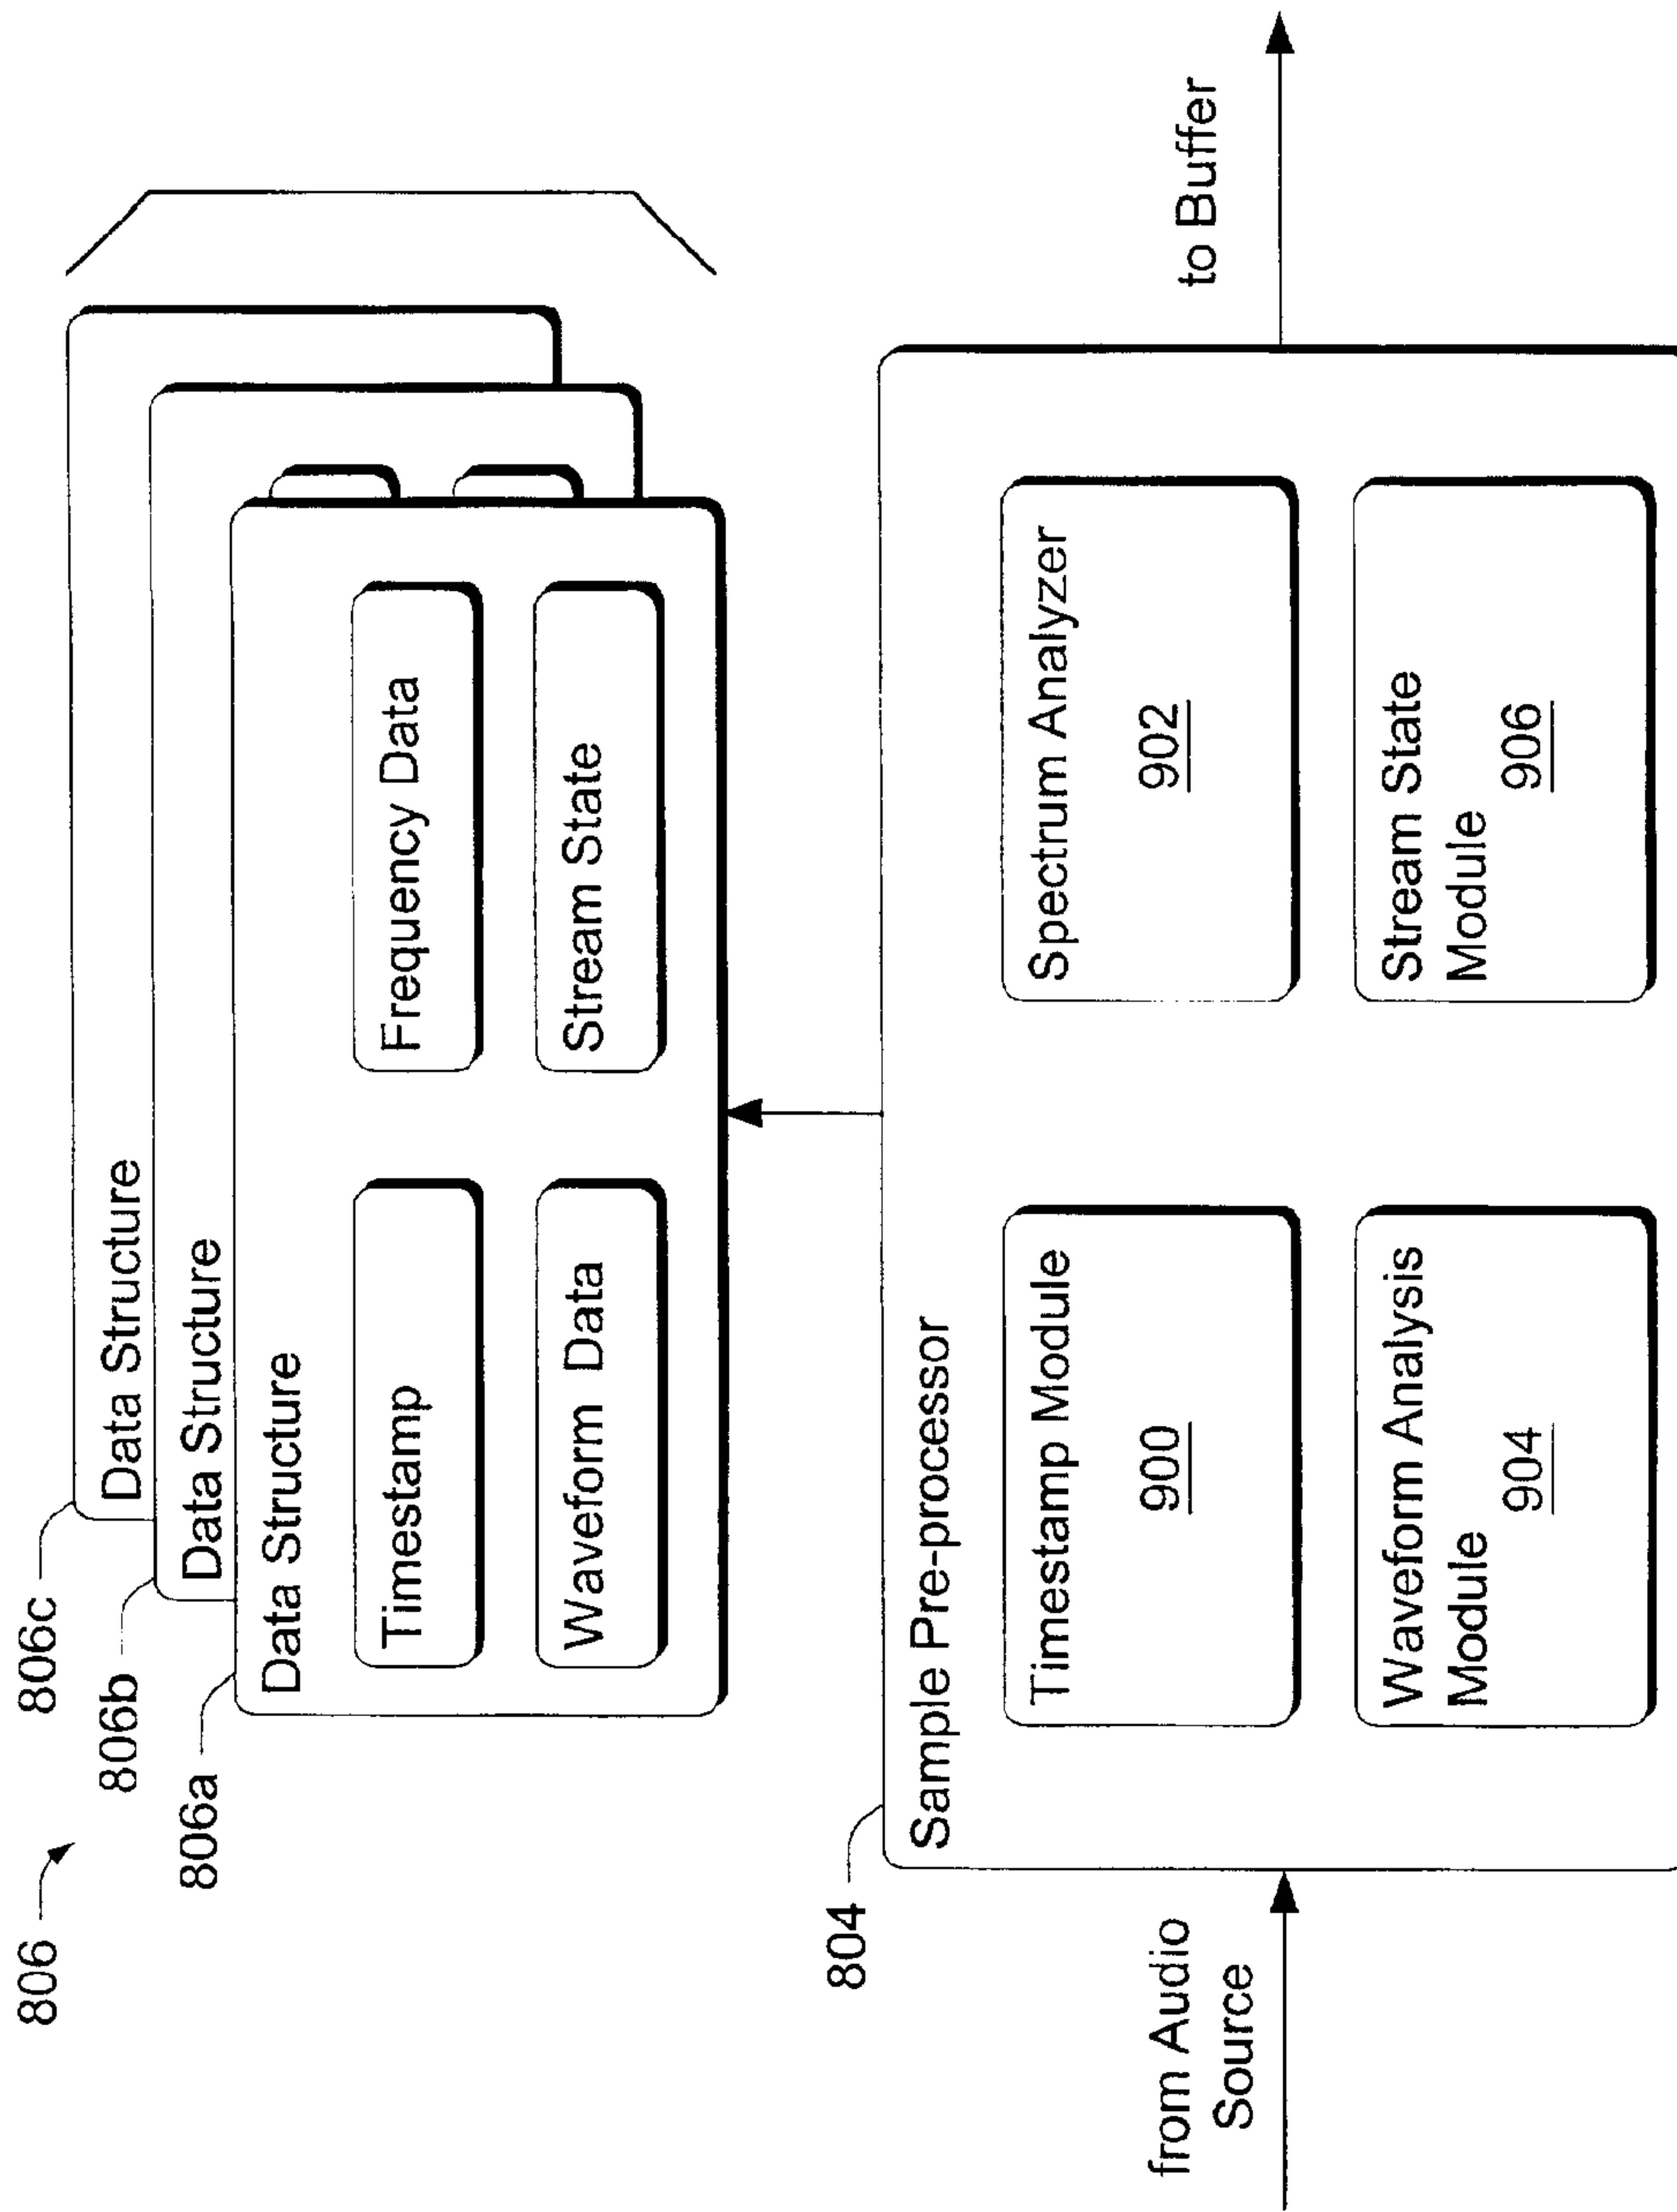 806
806c
806b
806a
Data Structure
Data Structure
Data Structure
Timestamp
Frequency Data
Waveform Data
Stream State
804
Sample Pre-processor
from Audio
Source
to Buffer
Timestamp Module
900
Spectrum Analyzer
902
Waveform Analysis
Module
904
Stream State
Module
906